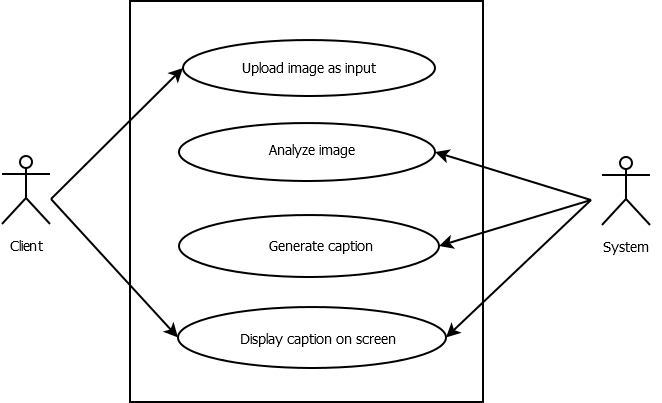 Upload image as input
Analyze image
Client
Generate caption
System
Display caption on screen